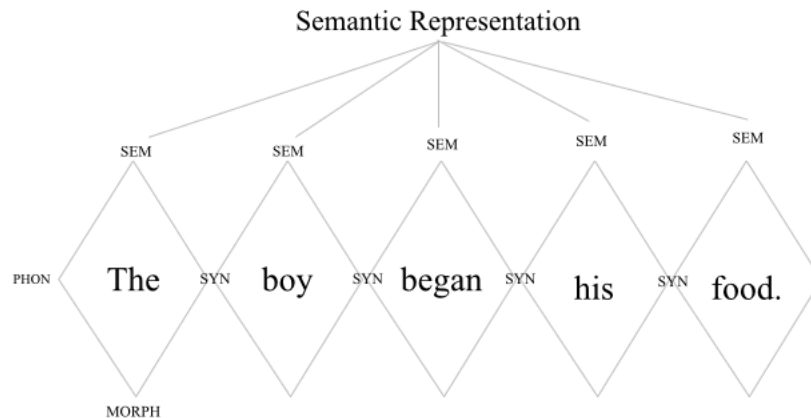 Semantic Representation
SEM SEM SEM SEM SEM
PHON The SYN boy SYN began SYN his SYN food.
MORPH